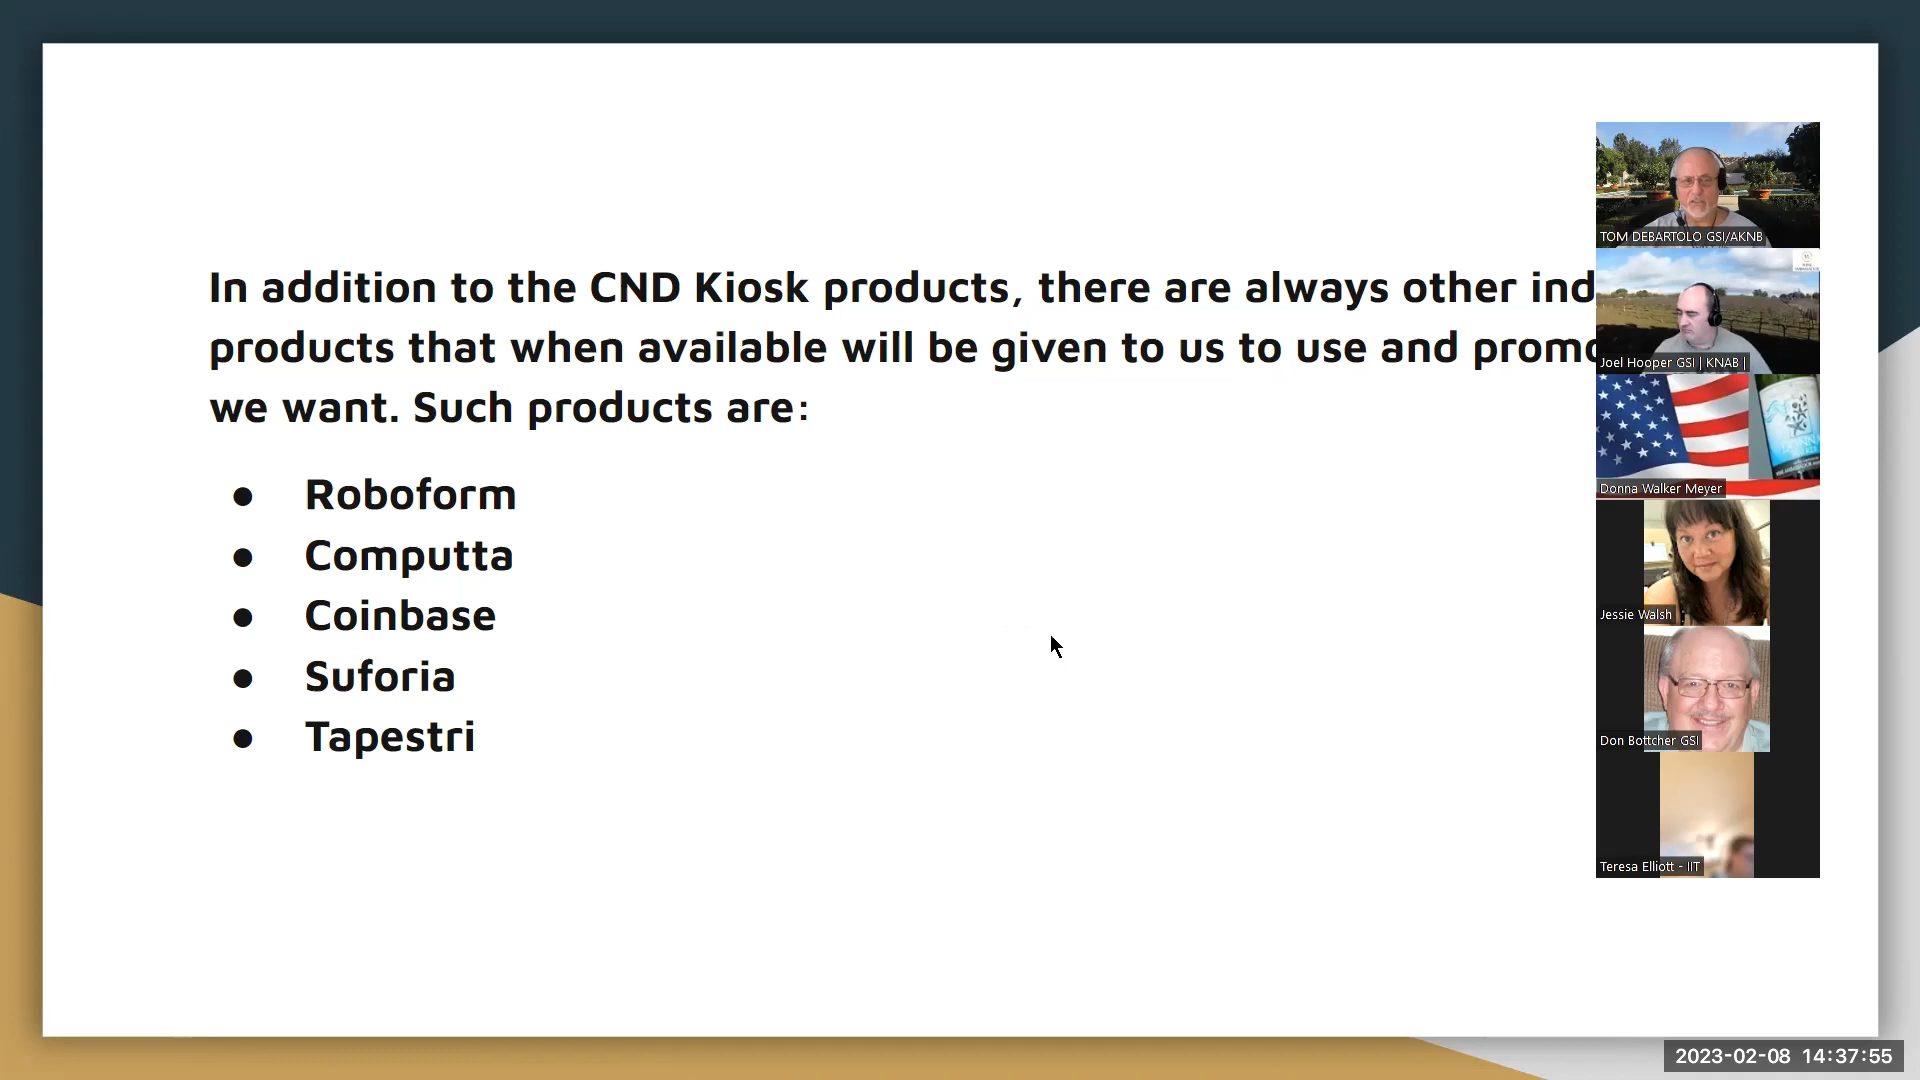 In addition to the CND Kiosk products, there are always other
products that when available will be given to us to use and
we want. Such products are:
● Roboform
● Computta
● Coinbase
● Suforia
● Tapestri
TOM DEBARTOLO GSI/AKNB
Joel Hooper GSI | KNAB |
Donna Walker Meyer
Jessie Walsh
Don Bottcher GSI
Teresa Elliott - IIT
2023-02-08 14:37:55